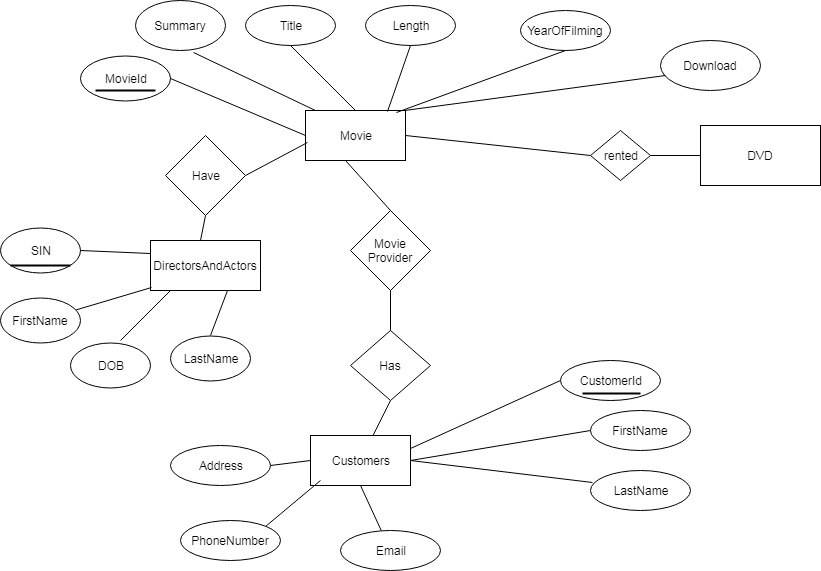 Summary
Title
Length
YearOfFilming
Download
MovieId
Movie
rented
DVD
Have
Movie
Provider
SIN
DirectorsAndActors
FirstName
DOB
LastName
Has
CustomerId
FirstName
Customers
Address
LastName
PhoneNumber
Email